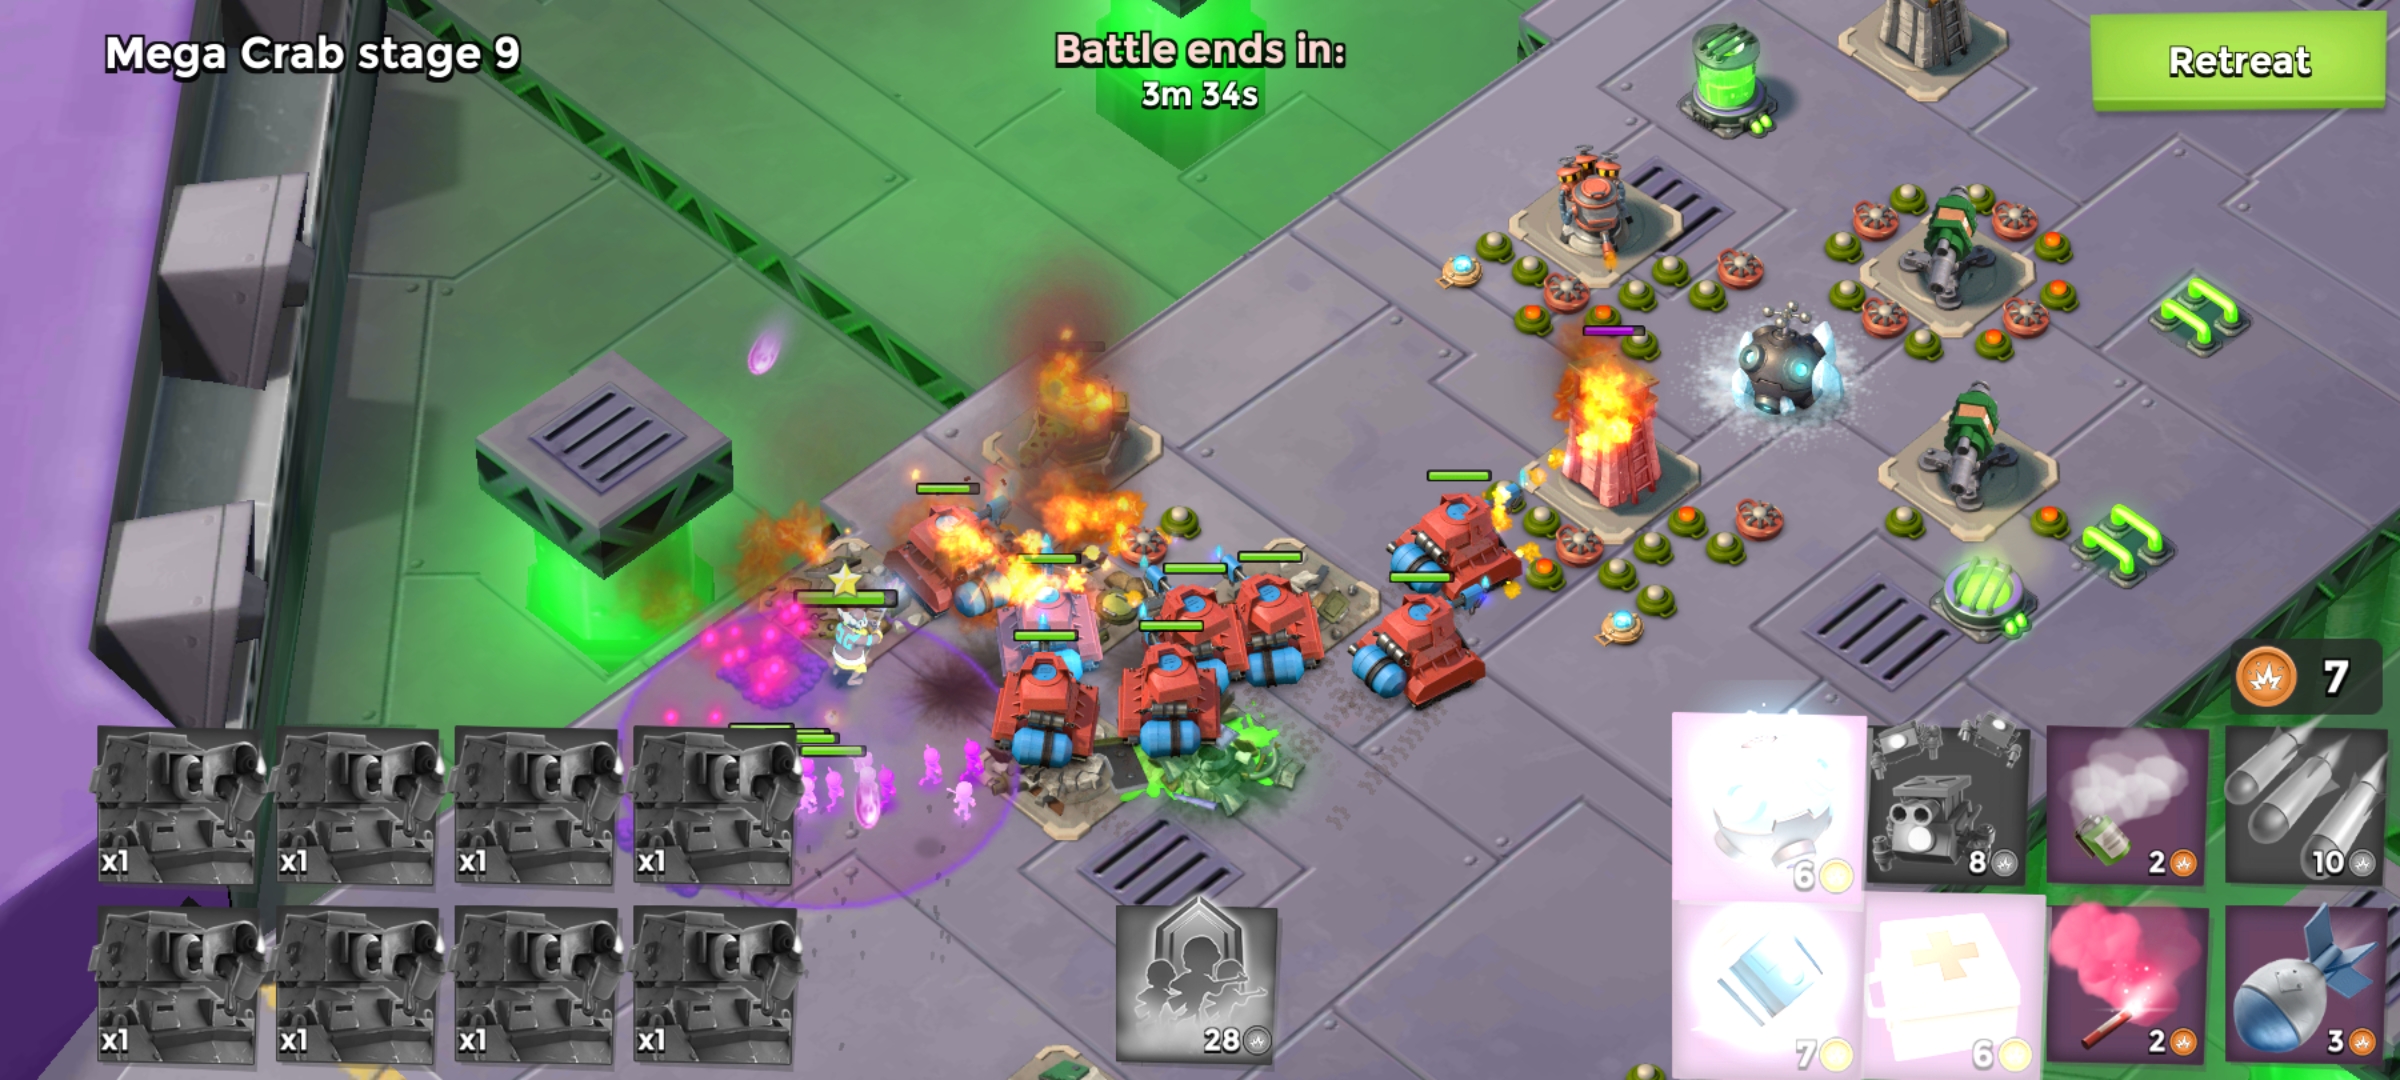 Mega Crab stage 9
Battle ends in:
3m 34s
Retreat
7
x1
x1
x1
x1
6
8
2
10
x1
x1
x1
x1
28
7
6
2
3